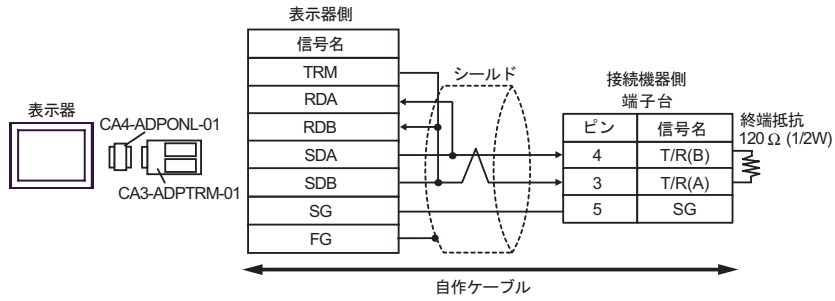 表示器側
信号名
TRM
RDA
RDB
SDA
SDB
SG
FG
シールド
接続機器側
端子台
ピン 信号名
4 T/R(B)
3 T/R(A)
5 SG
終端抵抗
120 Ω (1/2W)
表示器
CA4-ADPONL-01
CA3-ADPTRM-01
自作ケーブル